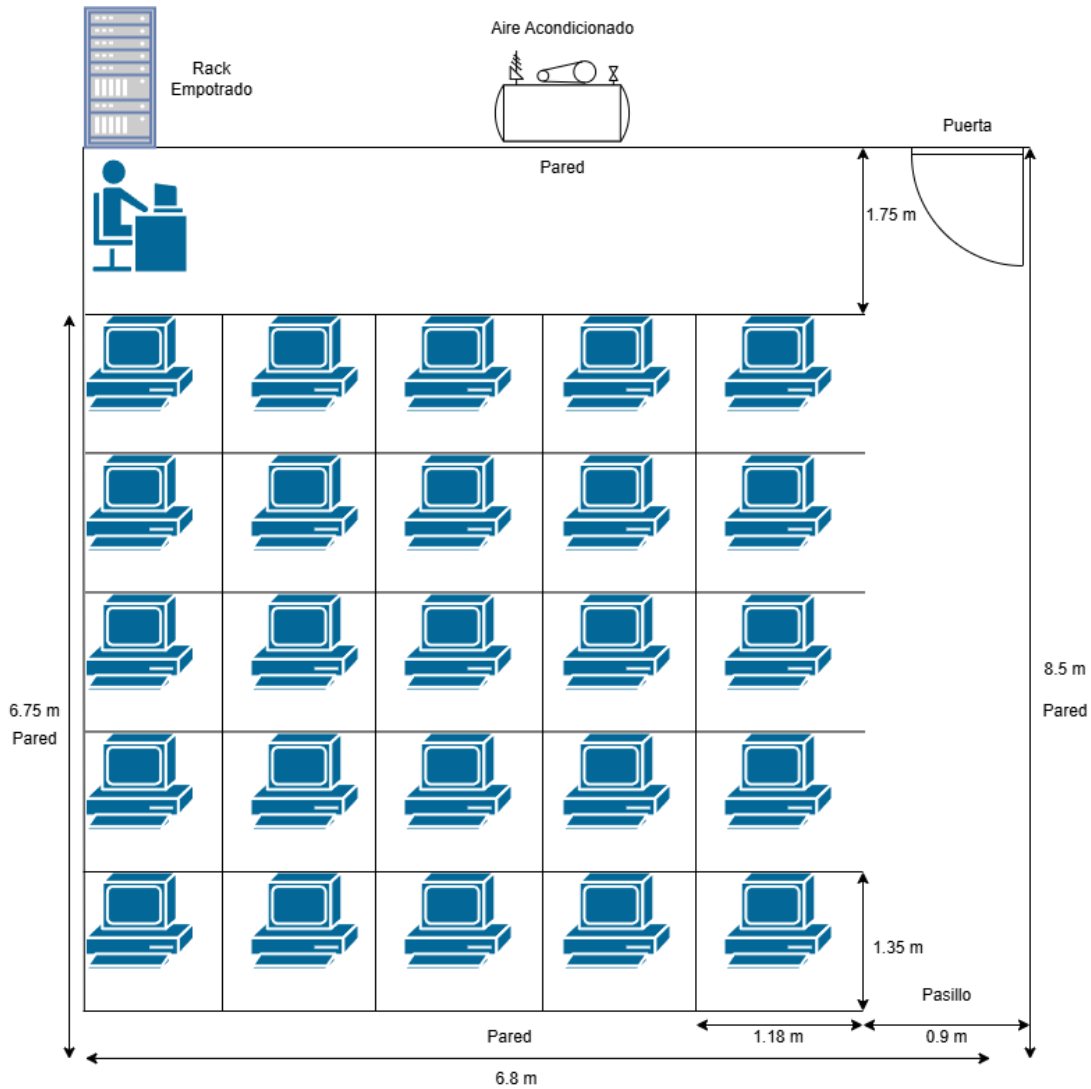 Aire Acondicionado
Rack
Empotrado
Puerta
Pared
1.75 m
8.5 m
Pared
6.75 m
Pared
1.35 m
Pasillo
Pared
1.18 m
0.9 m
6.8 m